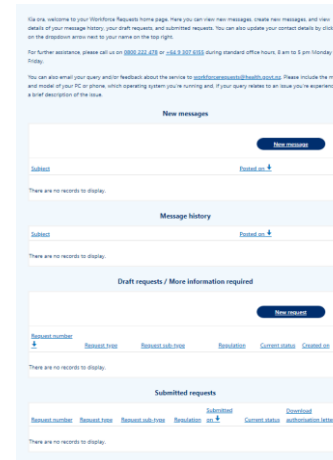 Kia ora, welcome to your Workforce Requests home page. Here you can view new messages, create new messages, and view
details of your message history, your draft requests, and submitted requests. You can also update your contact details by
on the dropdown arrow next to your name on the top right.
For further assistance, please call us on 0800 222 478 or +64 9 307 6155 during standard office hours, 8 am to 5 pm Monday
Friday.
You can also email your query and/or feedback about the service to workforcerequests@health.govt.nz. Please include the
and model of your PC or phone, which operating system you're running and, if your query relates to an issue you're
a brief description of the issue.
New messages
New message
Subject Posted on
There are no records to display.
Message history
Subject Posted on
There are no records to display.
Draft requests / More information required
New request
Request number
Request type Request sub-type Regulation Current status Created on
There are no records to display.
Submitted requests
Submitted Download
Request number Request type Request sub-type Regulation on Current status authorisation letter
There are no records to display.